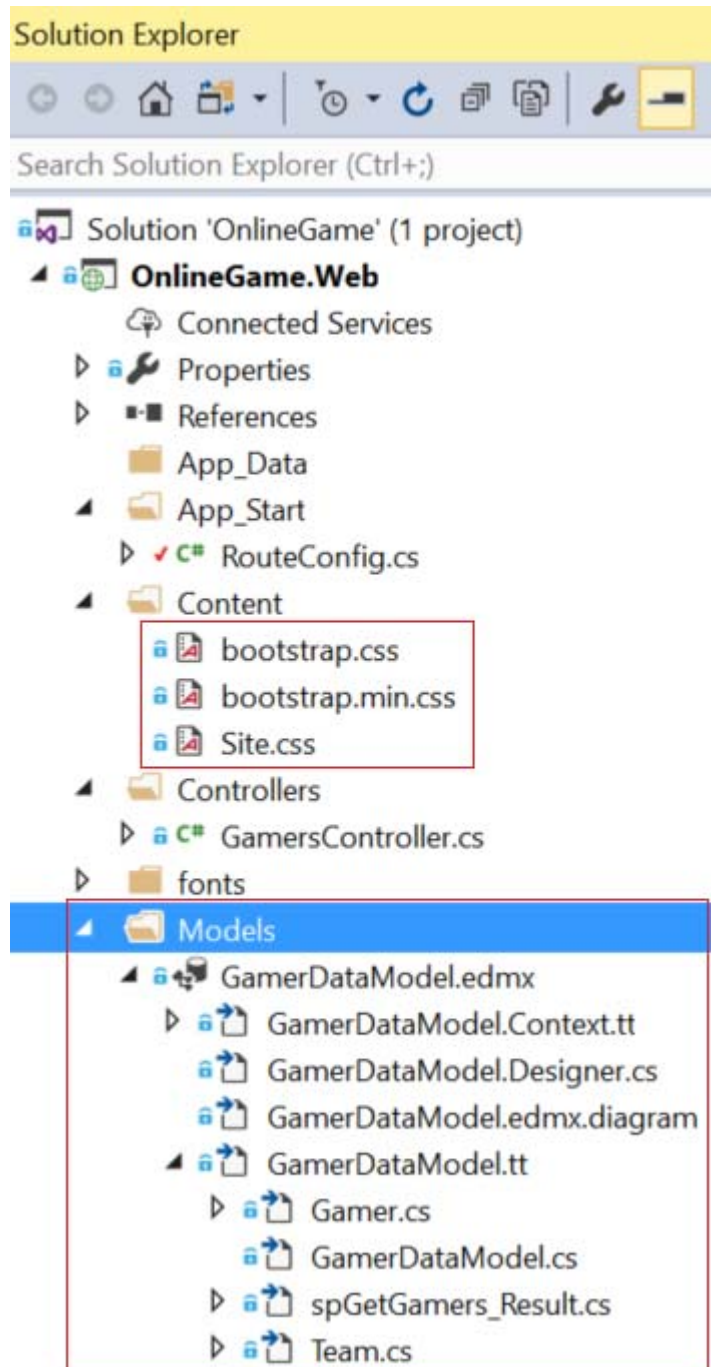 Solution Explorer
Search Solution Explorer (Ctrl+;)
Solution 'OnlineGame' (1 project)
OnlineGame.Web
Connected Services
Properties
References
App_Data
App_Start
C# RouteConfig.cs
Content
bootstrap.css
bootstrap.min.css
Site.css
Controllers
C# GamersController.cs
fonts
Models
GamerDataModel.edmx
GamerDataModel.Context.tt
GamerDataModel.Designer.cs
GamerDataModel.edmx.diagram
GamerDataModel.tt
Gamer.cs
GamerDataModel.cs
spGetGamers_Result.cs
Team.cs